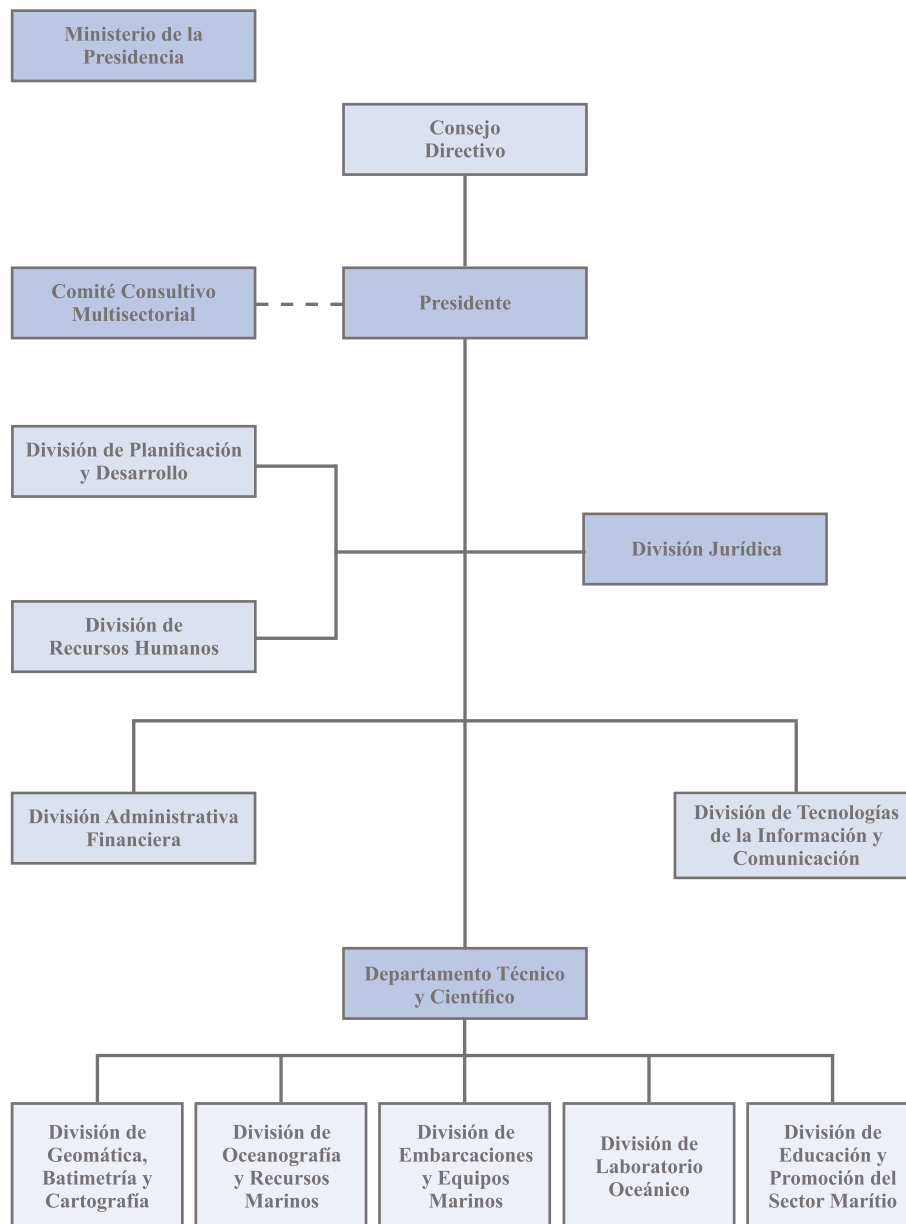 Ministerio de la
Presidencia
Consejo
Directivo
Comité Consultivo
Multisectorial
Presidente
División de Planificación
y Desarrollo
División Jurídica
División de
Recursos Humanos
División Administrativa
Financiera
División de Tecnologías
de la Información y
Comunicación
Departamento Técnico
y Científico
División de
Geomática,
Batimetría y
Cartografía
División de
Oceanografía
y Recursos
Marinos
División de
Embarcaciones
y Equipos
Marinos
División de
Laboratorio
Oceánico
División de
Educación y
Promoción del
Sector Marítio